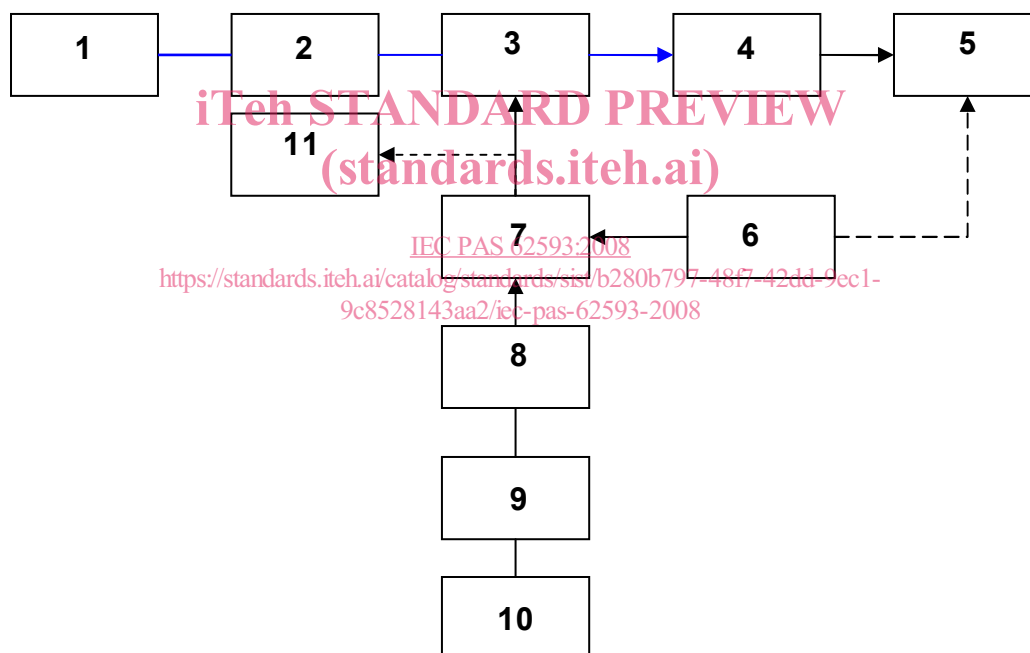 1 2 3 4 5
iTeh STANDARD PREVIEW
11
(standards.iteh.ai)
7 6
IEC PAS 62593:2008
https://standards.iteh.ai/catalog/standards/sist/b280b797-48f7-42dd-9ec1-
9c8528143aa2/iec-pas-62593-2008
8
9
10